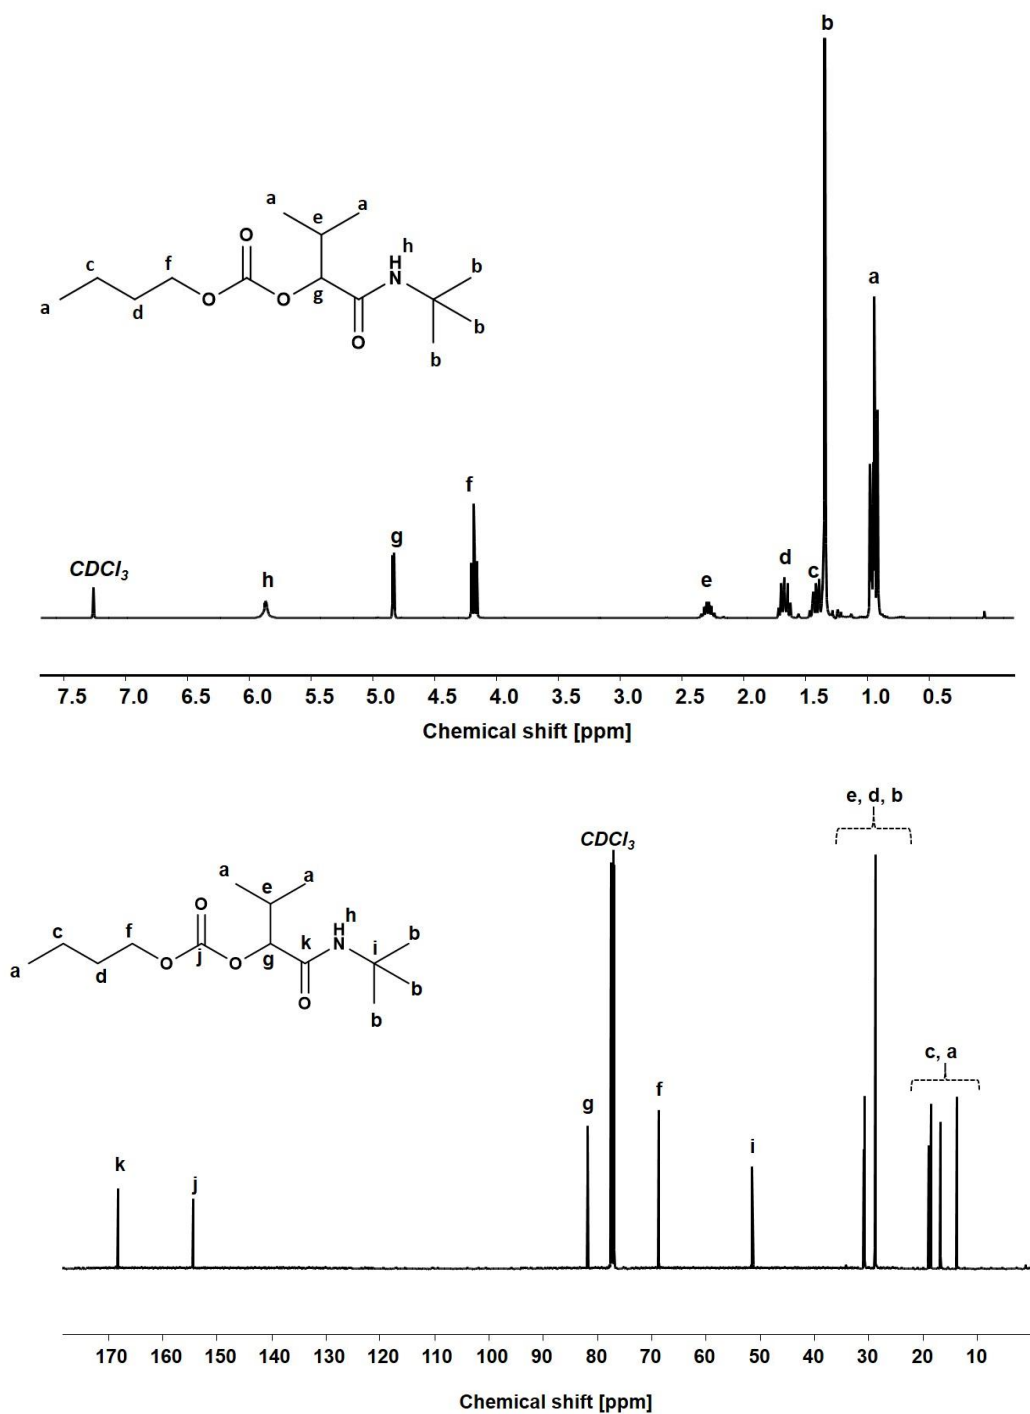 b
a
a
e
a
O
H
h
N
c
f
b
a
d
O
O
g
O
b
b
f
g
d
CDCl3
h
e
c
7.5 7.0 6.5 6.0 5.5 5.0 4.5 4.0 3.5 3.0 2.5 2.0 1.5 1.0 0.5
Chemical shift [ppm]
e, d, b
CDCl3
a
e
a
O
H
h
N
c
f
k
i
b
a
d
O
j
O
g
O
b
b
c, a
g
f
i
k
j
170 160 150 140 130 120 110 100 90 80 70 60 50 40 30 20 10
Chemical shift [ppm]